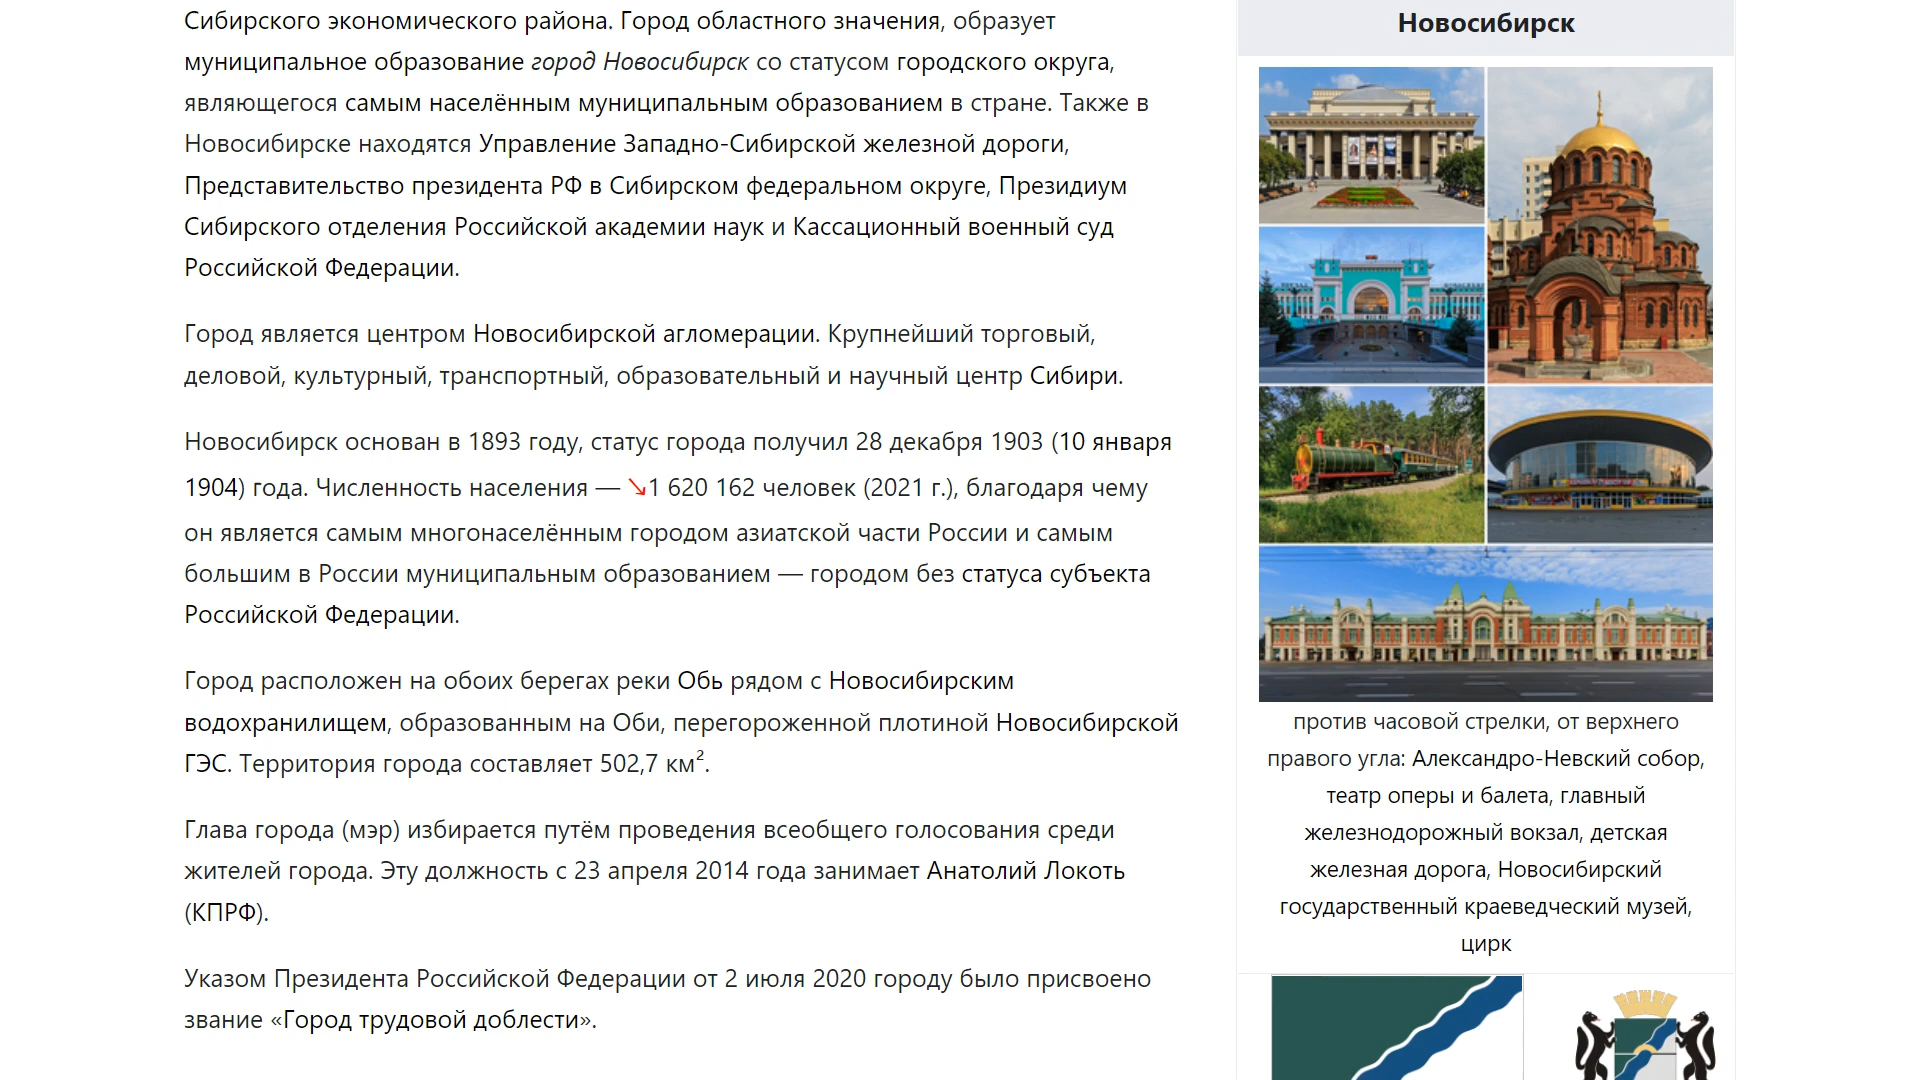 Сибирского экономического района. Город областного значения, образует
муниципальное образование город Новосибирск со статусом городского округа,
являющегося самым населённым муниципальным образованием в стране. Также в
Новосибирске находятся Управление Западно-Сибирской железной дороги,
Представительство президента РФ в Сибирском федеральном округе, Президиум
Сибирского отделения Российской академии наук и Кассационный военный суд
Российской Федерации.
Город является центром Новосибирской агломерации. Крупнейший торговый,
деловой, культурный, транспортный, образовательный и научный центр Сибири.
Новосибирск основан в 1893 году, статус города получил 28 декабря 1903 (10 января
1904) года. Численность населения — ↘1 620 162 человек (2021 г.), благодаря чему
он является самым многонаселённым городом азиатской части России и самым
большим в России муниципальным образованием — городом без статуса субъекта
Российской Федерации.
Город расположен на обоих берегах реки Обь рядом с Новосибирским
водохранилищем, образованным на Оби, перегороженной плотиной Новосибирской
ГЭС. Территория города составляет 502,7 км².
Глава города (мэр) избирается путём проведения всеобщего голосования среди
жителей города. Эту должность с 23 апреля 2014 года занимает Анатолий Локоть
(КПРФ).
Указом Президента Российской Федерации от 2 июля 2020 городу было присвоено
звание «Город трудовой доблести».
Новосибирск
против часовой стрелки, от верхнего
правого угла: Александро-Невский собор,
театр оперы и балета, главный
железнодорожный вокзал, детская
железная дорога, Новосибирский
государственный краеведческий музей,
цирк